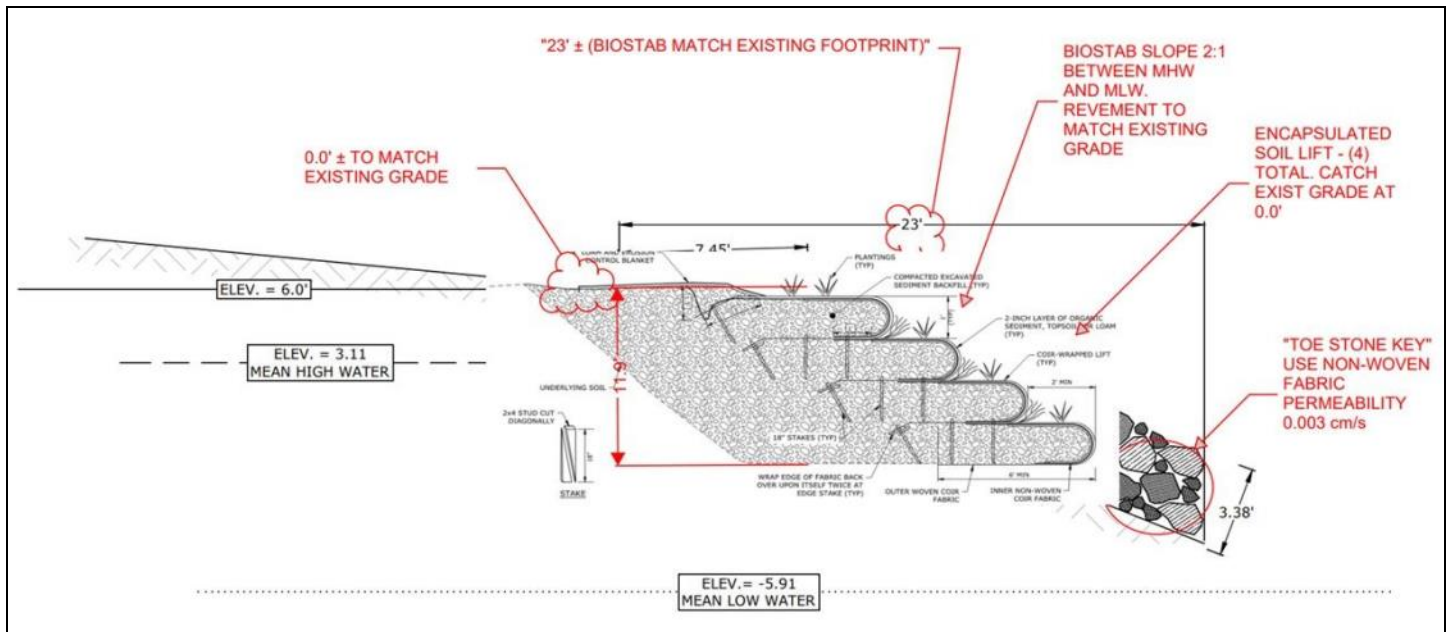 "23' ± (BIOSTAB MATCH EXISTING FOOTPRINT)"
BIOSTAB SLOPE 2:1
BETWEEN MHW
AND MLW.
REVEMENT TO
MATCH EXISTING
GRADE
ENCAPSULATED
SOIL LIFT - (4)
TOTAL. CATCH
EXIST GRADE AT
0.0'
0.0' ± TO MATCH
EXISTING GRADE
23'
7.45'
CONTROL BLANKET
PLANTINGS
(TYP)
COMPACTED EXCAVATED
SEDIMENT BACKFILL (TYP)
ELEV. = 6.0'
(TYP)
2-INCH LAYER OF ORGANIC
SEDIMENT, TOPSOIL OR LOAM
(TYP)
COIR-WRAPPED LIFT
(TYP)
ELEV. = 3.11
MEAN HIGH WATER
"TOE STONE KEY"
USE NON-WOVEN
FABRIC
PERMEABILITY
0.003 cm/s
11.9'
UNDERLYING SOIL
2' MIN
2x4 STUD CUT
DIAGONALLY
18"
STAKE
18" STAKES (TYP)
6' MIN
WRAP EDGE OF FABRIC BACK
OVER UPON ITSELF TWICE AT
EDGE STAKE (TYP)
OUTER WOVEN COIR
FABRIC
INNER NON-WOVEN
COIR FABRIC
3.38'
ELEV.= -5.91
MEAN LOW WATER